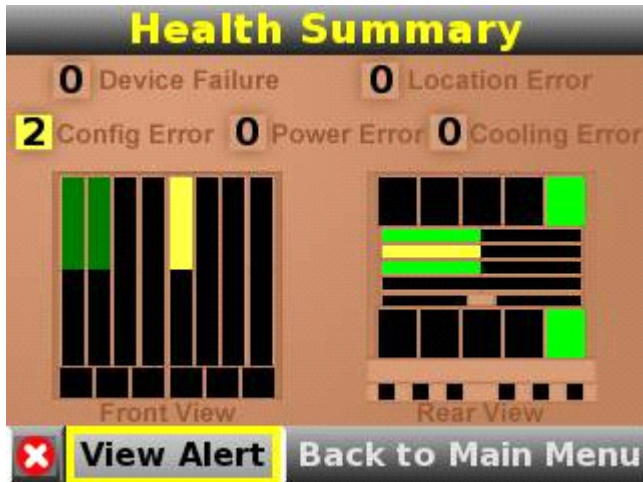 Health Summary
0 Device Failure 0 Location Error
2 Config Error 0 Power Error 0 Cooling Error
Front View Rear View
View Alert Back to Main Menu